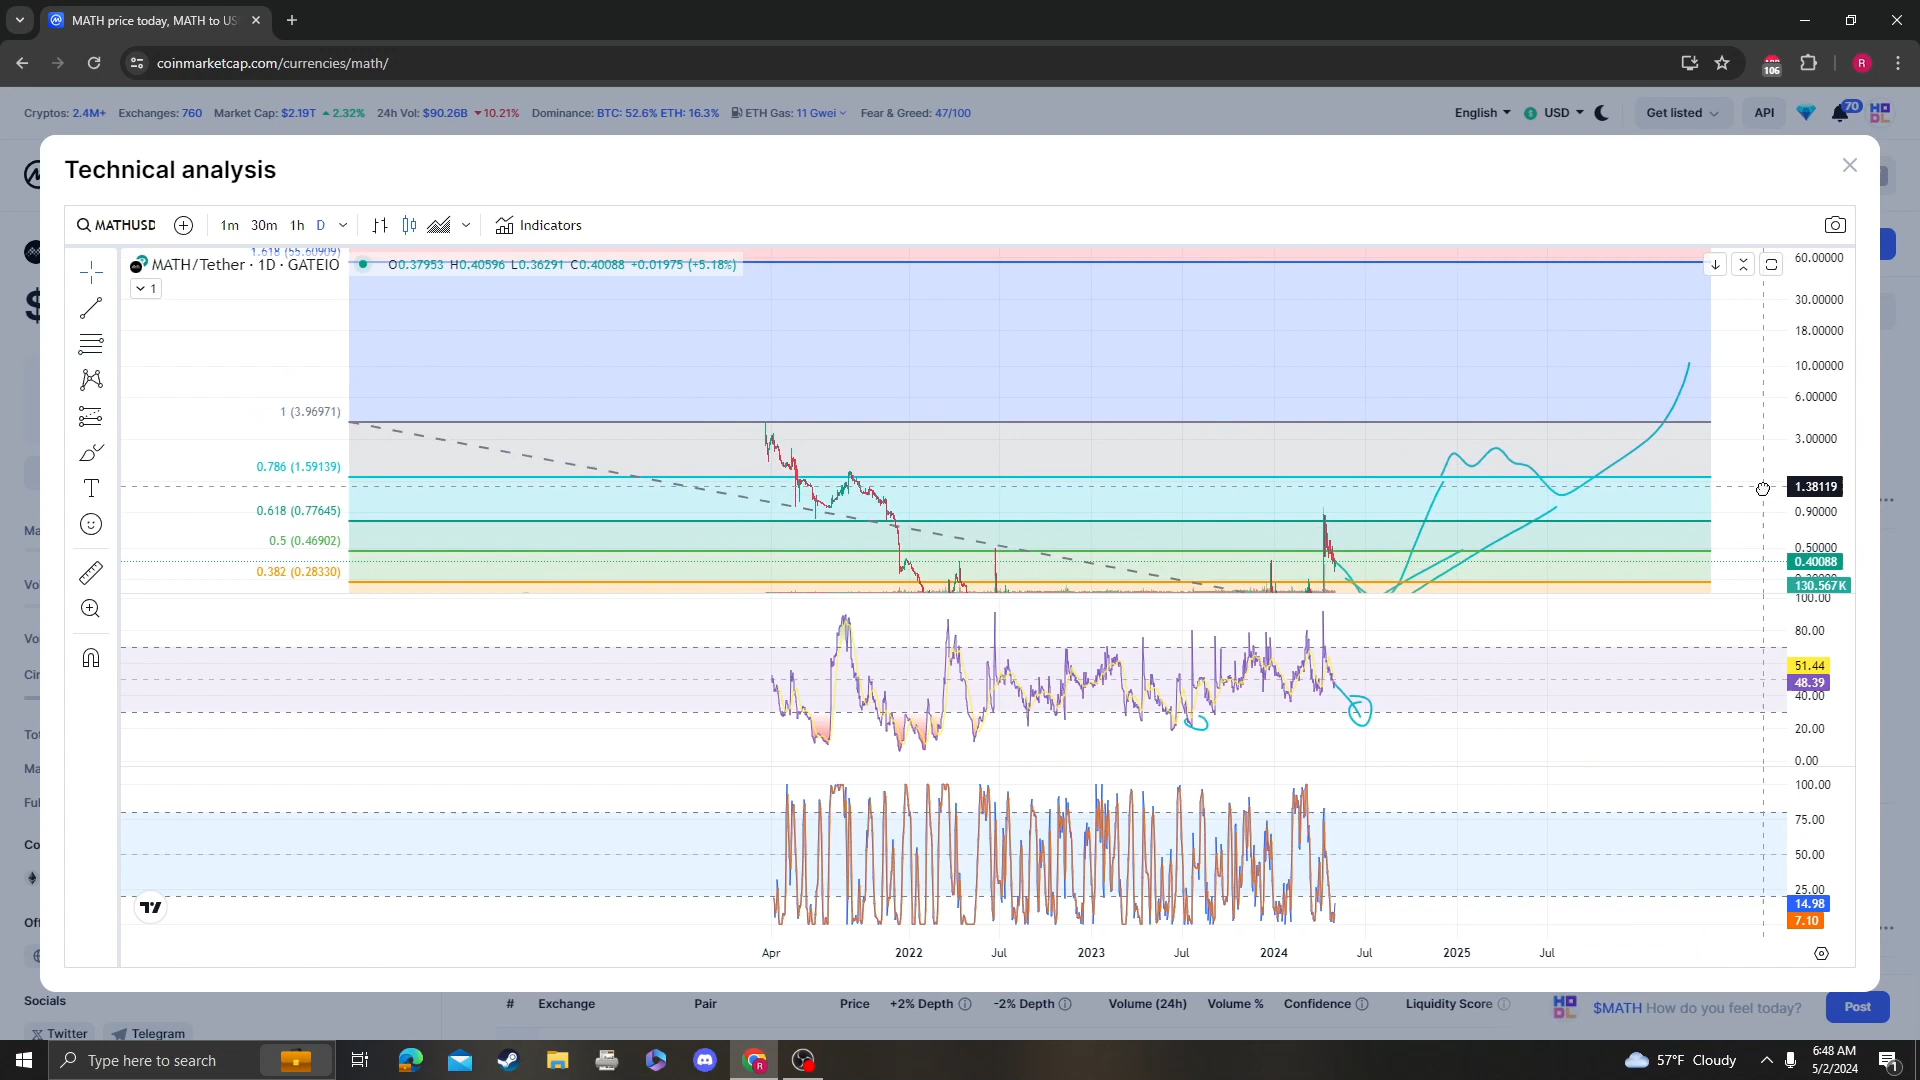 MATH price today, MATH to US
coinmarketcap.com/currencies/math/
106
R
Cryptos: 2.4M+ Exchanges: 760 Market Cap: $2.19T 2.32% 24h Vol: $90.26B 10.21% Dominance: BTC: 52.6% ETH: 16.3% ETH Gas: 11 Gwei Fear & Greed: 47/100
English USD Get listed API 70
Technical analysis
MATHUSD 1m 30m 1h D Indicators
1.618 (55.60909)
MATH/Tether · 1D · GATEIO O0.37953 H0.40596 L0.36291 C0.40088 +0.01975 (+5.18%)
1
60.00000
30.00000
18.00000
10.00000
6.00000
1 (3.96971)
3.00000
0.786 (1.59139)
1.38119
0.618 (0.77645)
0.90000
0.5 (0.46902)
0.50000
0.40088
0.382 (0.28330)
130.567K
100.00
80.00
51.44
48.39
40.00
20.00
0.00
100.00
75.00
50.00
25.00
14.98
7.10
Apr 2022 Jul 2023 Jul 2024 Jul 2025 Jul
Socials
# Exchange Pair Price +2% Depth -2% Depth Volume (24h) Volume % Confidence Liquidity Score
$MATH How do you feel today? Post
Twitter Telegram
Type here to search
57°F Cloudy
6:48 AM
5/2/2024
1